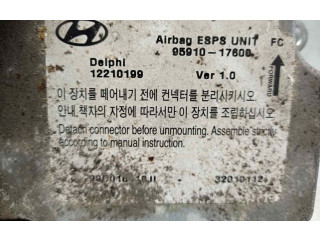 Airbag ESPS UNIT FC
95910-17600
Delphi
12210199
Ver 1.0
FORWARD
이 장치를 떼어내기 전에 컨넥터를 분리시키시오
안내 책자의 지정에 따라서만 이 장치를 조립하십시오
Detach connector before unmounting. Assemble strictly
according to manual instruction.